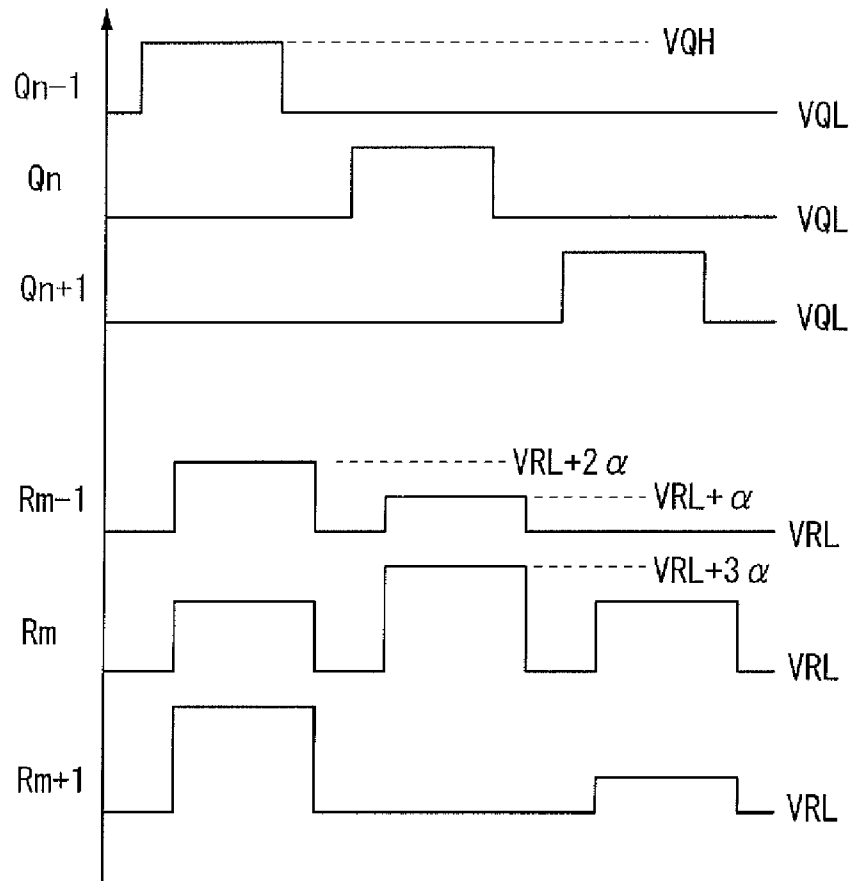 VQH
Qn-1
VQL
Qn
VQL
Qn+1
VQL
VRL+2α
Rm-1
VRL+α
VRL
VRL+3α
Rm
VRL
Rm+1
VRL